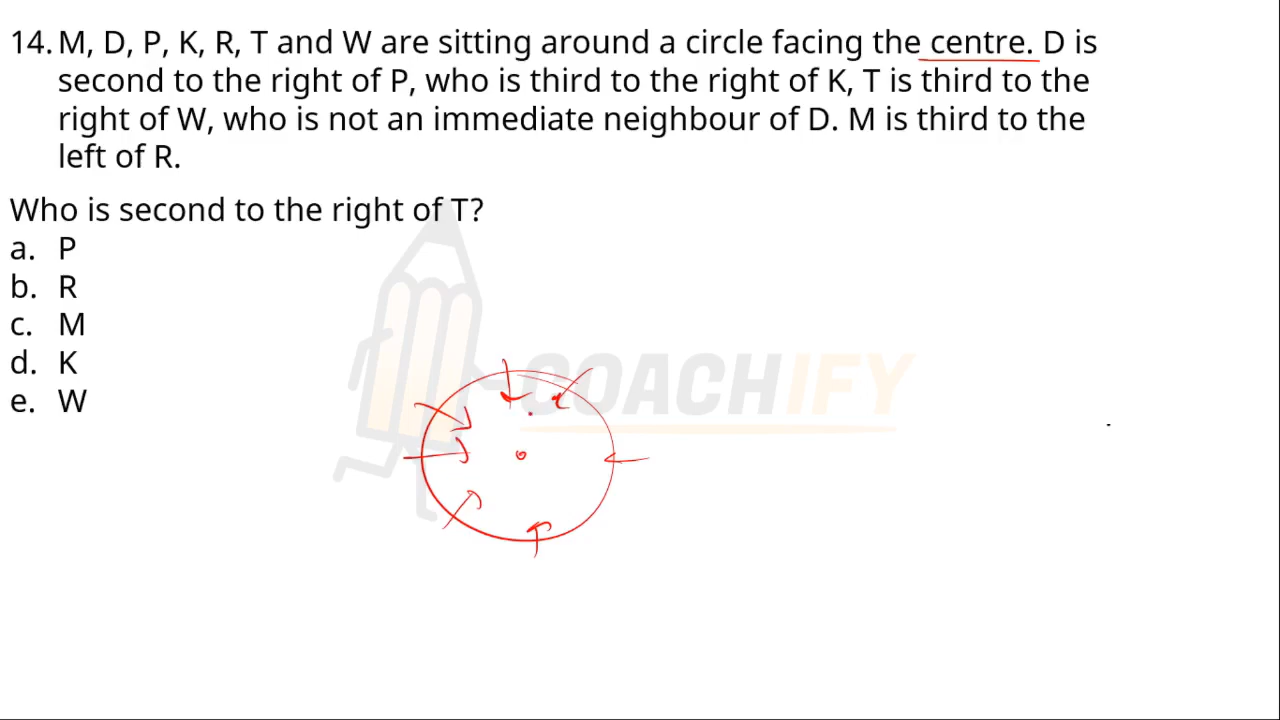 14. M, D, P, K, R, T and W are sitting around a circle facing the centre. D is
second to the right of P, who is third to the right of K, T is third to the
right of W, who is not an immediate neighbour of D. M is third to the
left of R.
Who is second to the right of T?
a. P
b. R
c. M
d. K
e. W
COACHIFY